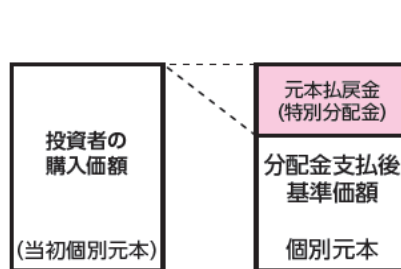 投資者の
購入価額
(当初個別元本)
元本払戻金
(特別分配金)
分配金支払後
基準価額
個別元本